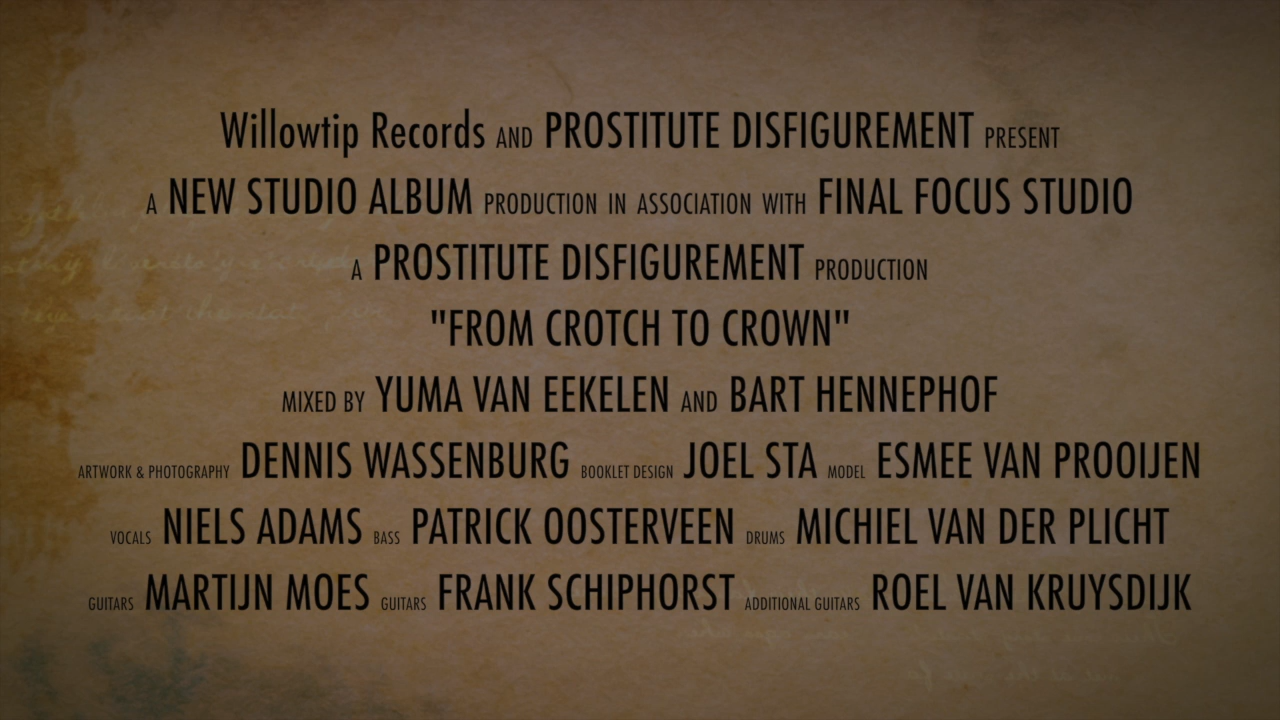 Willowtip Records AND PROSTITUTE DISFIGUREMENT PRESENT
A NEW STUDIO ALBUM PRODUCTION IN ASSOCIATION WITH FINAL FOCUS STUDIO
A PROSTITUTE DISFIGUREMENT PRODUCTION
"FROM CROTCH TO CROWN"
MIXED BY YUMA VAN EEKELEN AND BART HENNEPHOF
ARTWORK & PHOTOGRAPHY DENNIS WASSENBURG BOOKLET DESIGN JOEL STA MODEL ESMEE VAN PROOIJEN
VOCALS NIELS ADAMS BASS PATRICK OOSTERVEEN DRUMS MICHIEL VAN DER PLICHT
GUITARS MARTIJN MOES GUITARS FRANK SCHIPHORST ADDITIONAL GUITARS ROEL VAN KRUYSDIJK